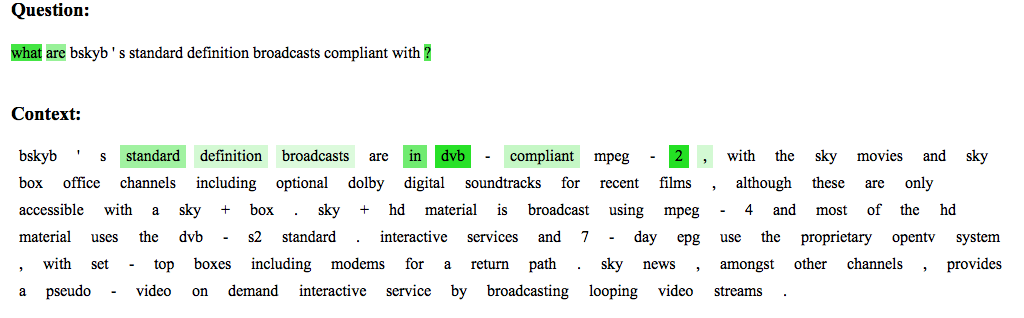 Question:
what are bskyb ' s standard definition broadcasts compliant with ?
Context:
bskyb ' s standard definition broadcasts are in dvb - compliant mpeg - 2 , with the sky movies and sky
box office channels including optional dolby digital soundtracks for recent films , although these are only
accessible with a sky + box . sky + hd material is broadcast using mpeg - 4 and most of the hd
material uses the dvb - s2 standard . interactive services and 7 - day epg use the proprietary opentv system
, with set - top boxes including modems for a return path . sky news , amongst other channels , provides
a pseudo - video on demand interactive service by broadcasting looping video streams .